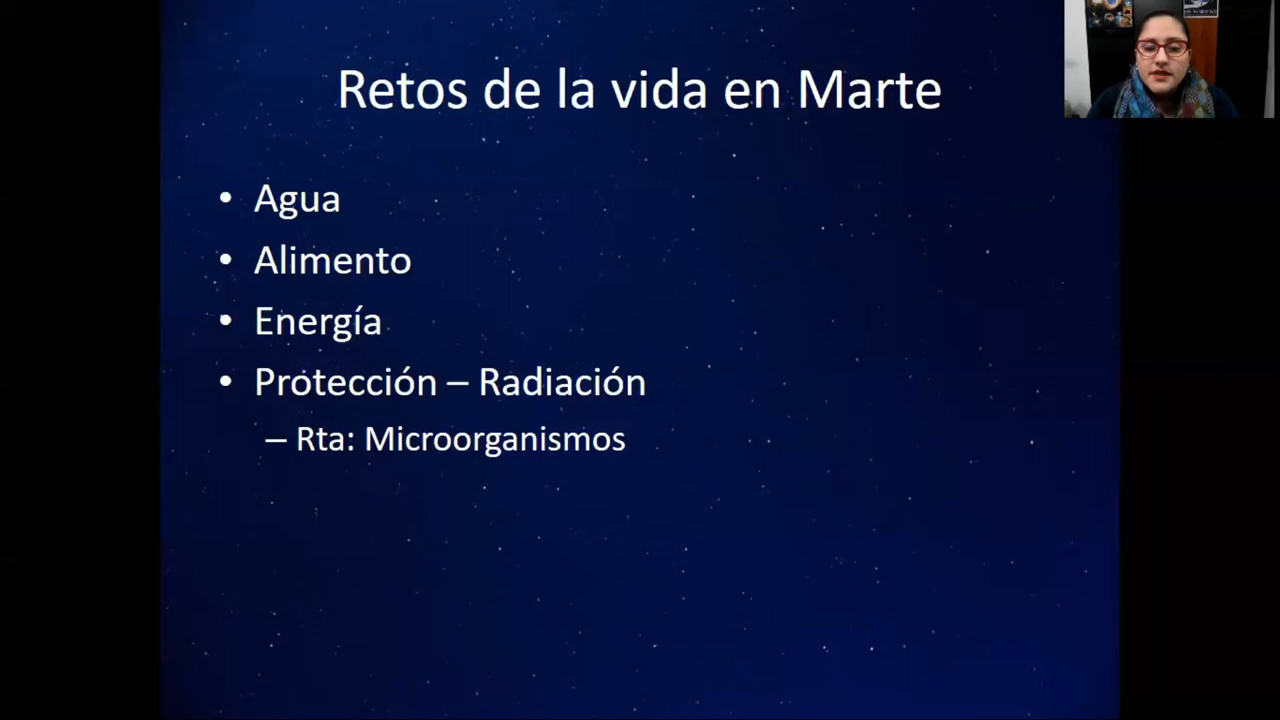 Retos de la vida en Marte
• Agua
• Alimento
• Energía
• Protección – Radiación
– Rta: Microorganismos